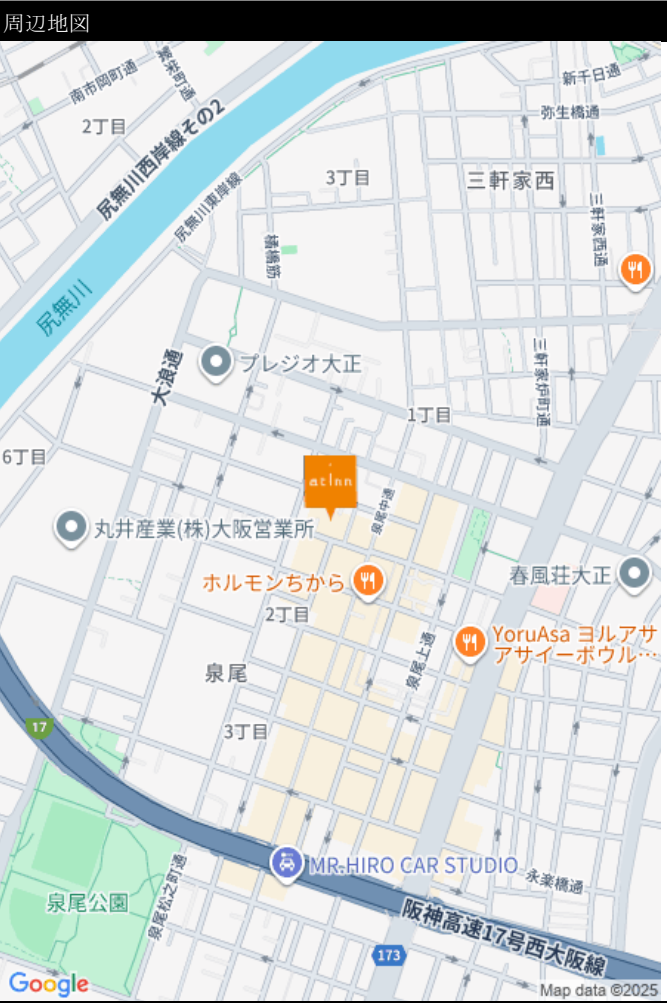 周辺地図
新千日通
南市岡町通
弥生橋通
2丁目
尻無川西岸線その2
3丁目
三軒家西
尻無川東岸線
三軒家西通
橘橋筋
尻無川
大浪通
プレジオ大正
1丁目
6丁目
atinn
泉尾中通
丸井産業(株)大阪営業所
春風荘大正
ホルモンちから
2丁目
YoruAsa ヨルアサ
アサイーボウル…
泉尾上通
泉尾
17
3丁目
MR.HIRO CAR STUDIO
永楽橋通
泉尾公園
泉尾松之町通
阪神高速17号西大阪線
173
Google
Map data ©2025